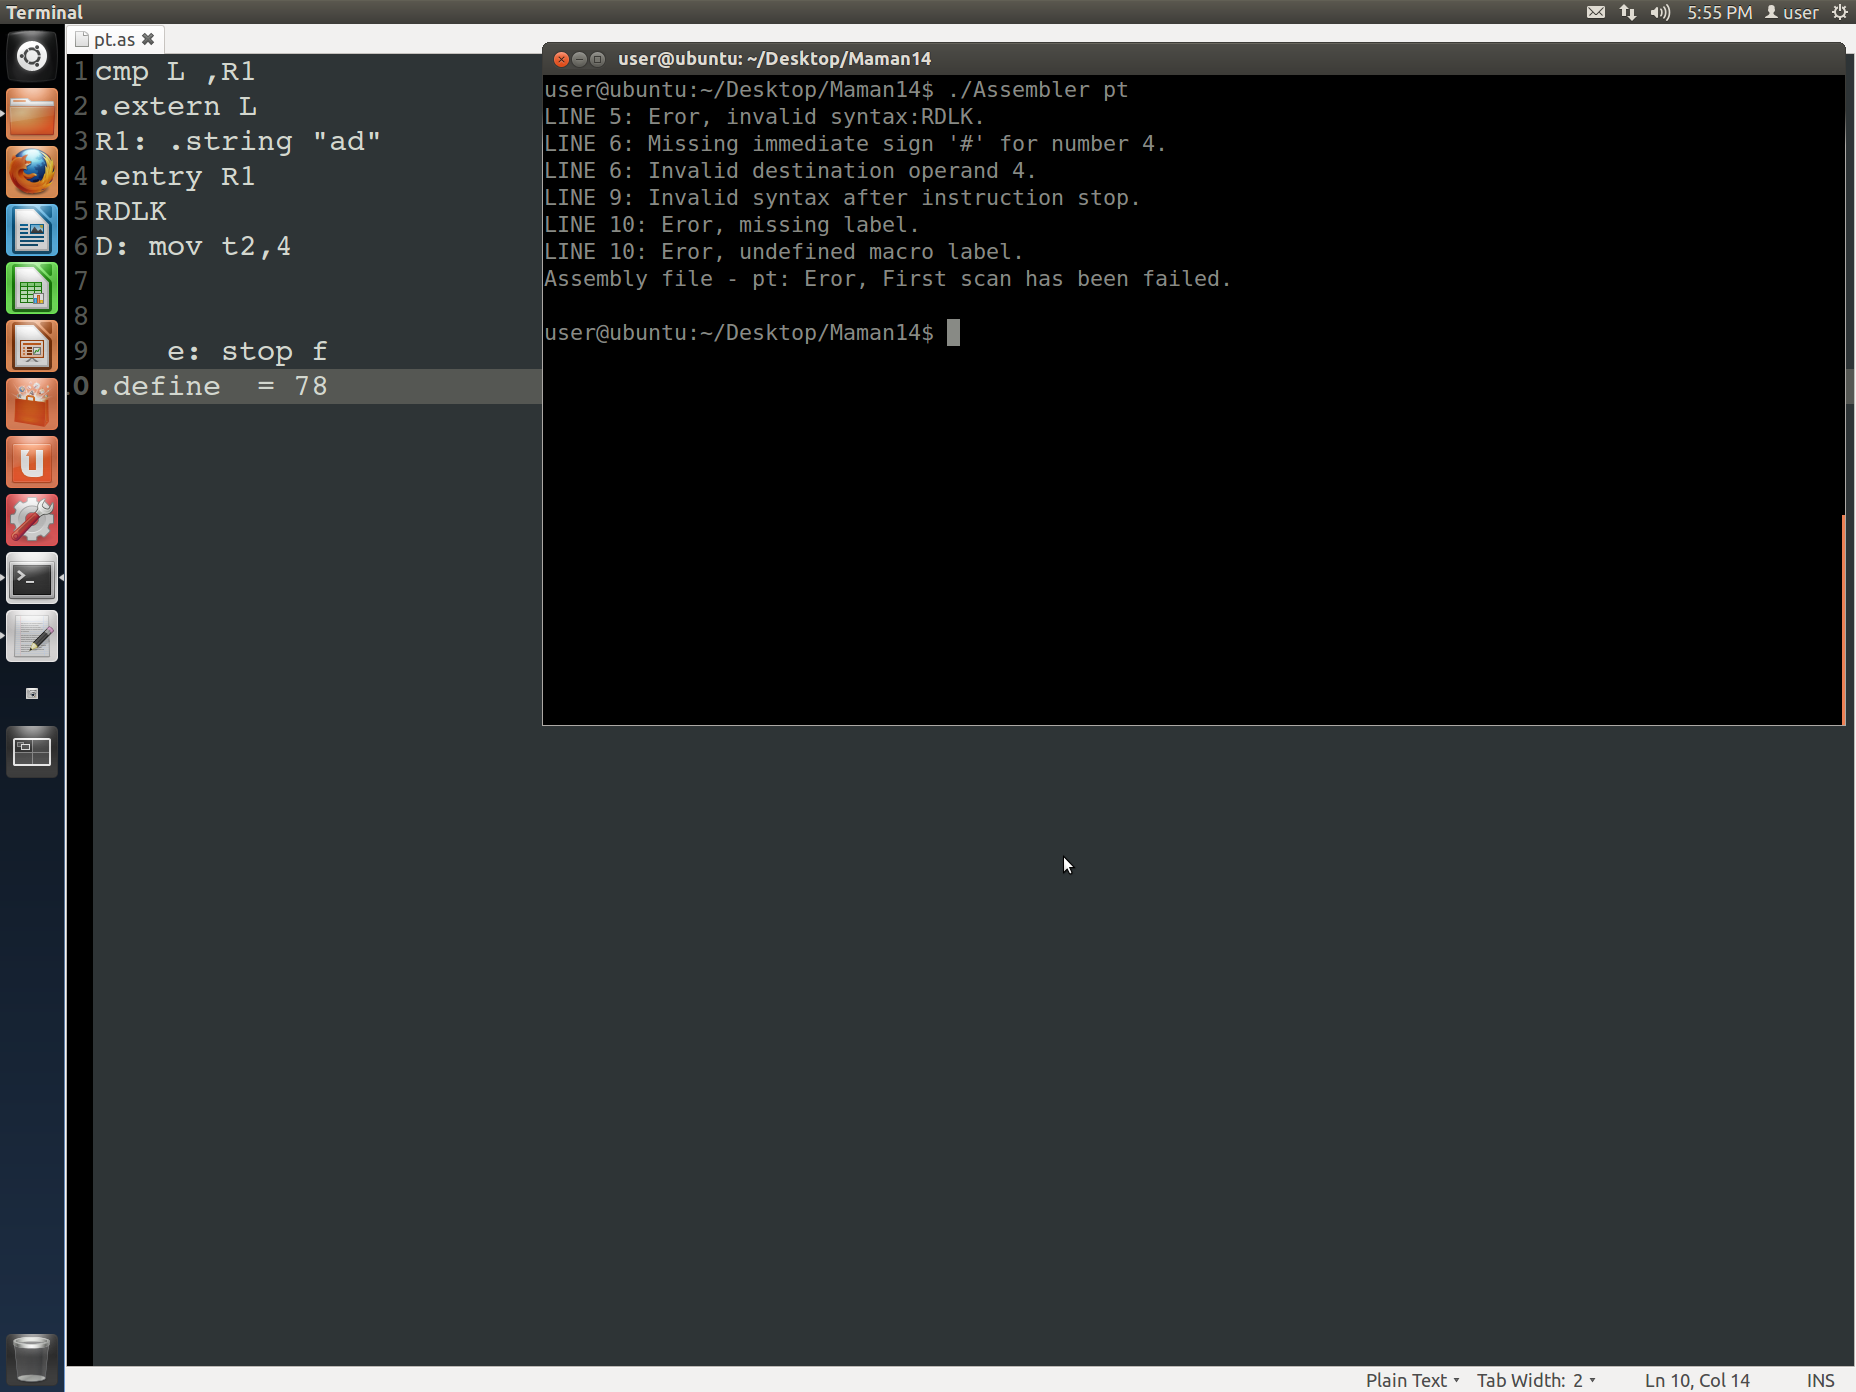 Terminal
5:55 PM user
pt.as
1 cmp L ,R1
2 .extern L
3 R1: .string "ad"
4 .entry R1
5 RDLK
6 D: mov t2,4
7
8
9 e: stop f
0 .define = 78
user@ubuntu: ~/Desktop/Maman14
user@ubuntu:~/Desktop/Maman14$ ./Assembler pt
LINE 5: Eror, invalid syntax:RDLK.
LINE 6: Missing immediate sign '#' for number 4.
LINE 6: Invalid destination operand 4.
LINE 9: Invalid syntax after instruction stop.
LINE 10: Eror, missing label.
LINE 10: Eror, undefined macro label.
Assembly file - pt: Eror, First scan has been failed.
user@ubuntu:~/Desktop/Maman14$
Plain Text Tab Width: 2 Ln 10, Col 14 INS